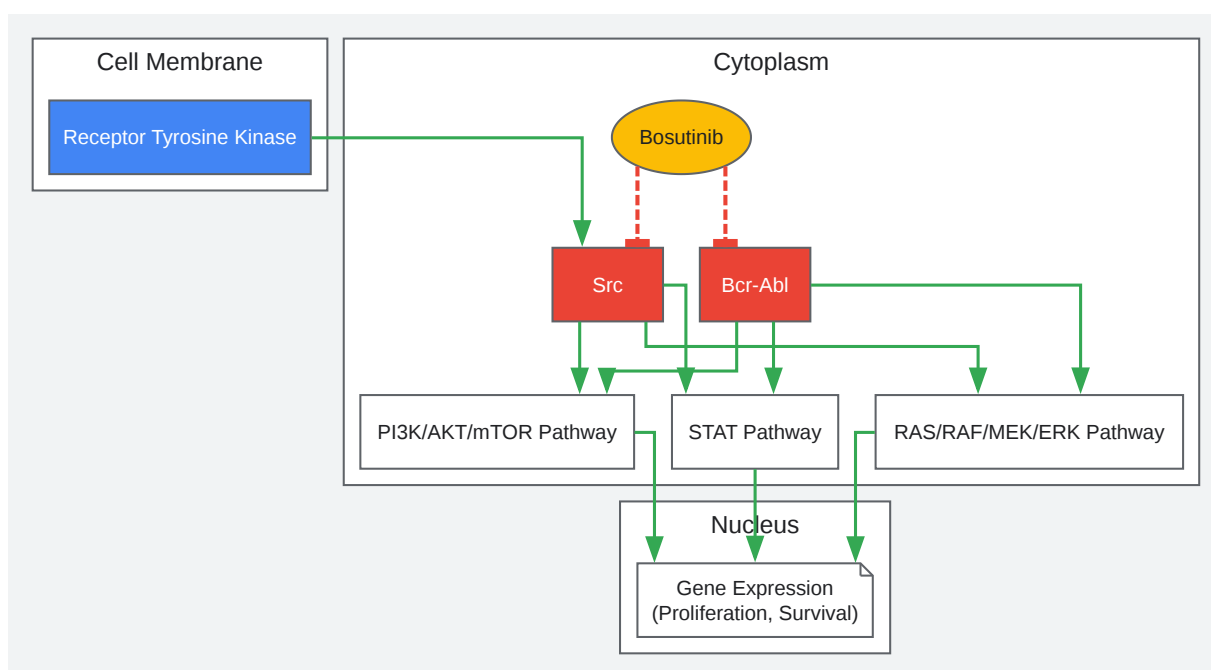 Cell Membrane
Cytoplasm
Receptor Tyrosine Kinase
Bosutinib
Src
Bcr-Abl
PI3K/AKT/mTOR Pathway
STAT Pathway
RAS/RAF/MEK/ERK Pathway
Nucleus
Gene Expression
(Proliferation, Survival)